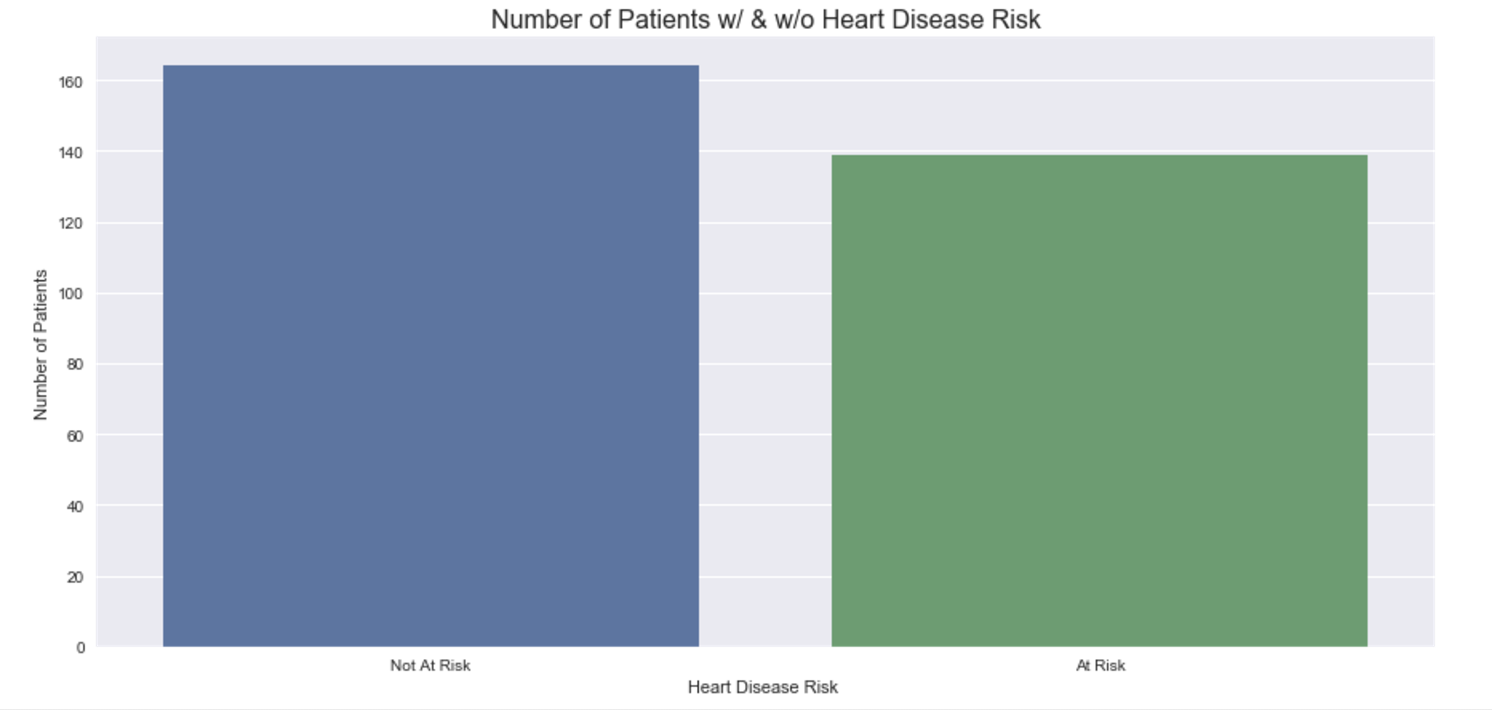 Number of Patients w/ & w/o Heart Disease Risk
160
140
120
100
80
60
40
20
0
Number of Patients
Not At Risk
At Risk
Heart Disease Risk